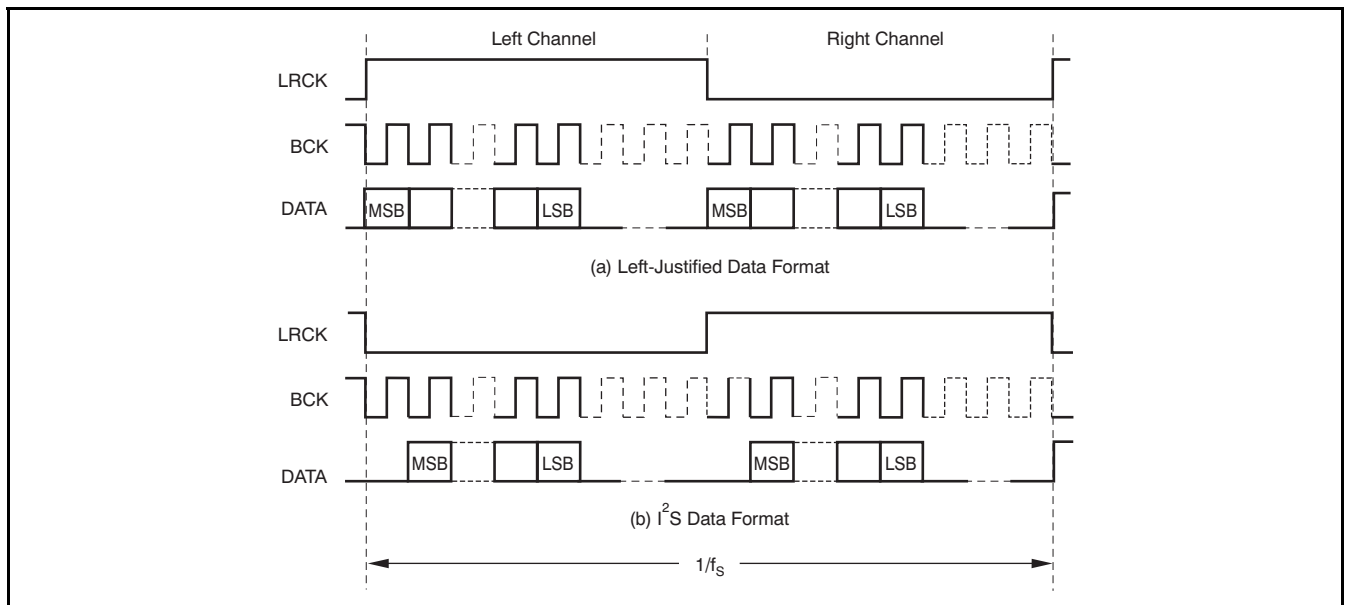 Left Channel Right Channel
LRCK
BCK
DATA MSB LSB MSB LSB
(a) Left-Justified Data Format
LRCK
BCK
DATA MSB LSB MSB LSB
(b) I²S Data Format
1/fS